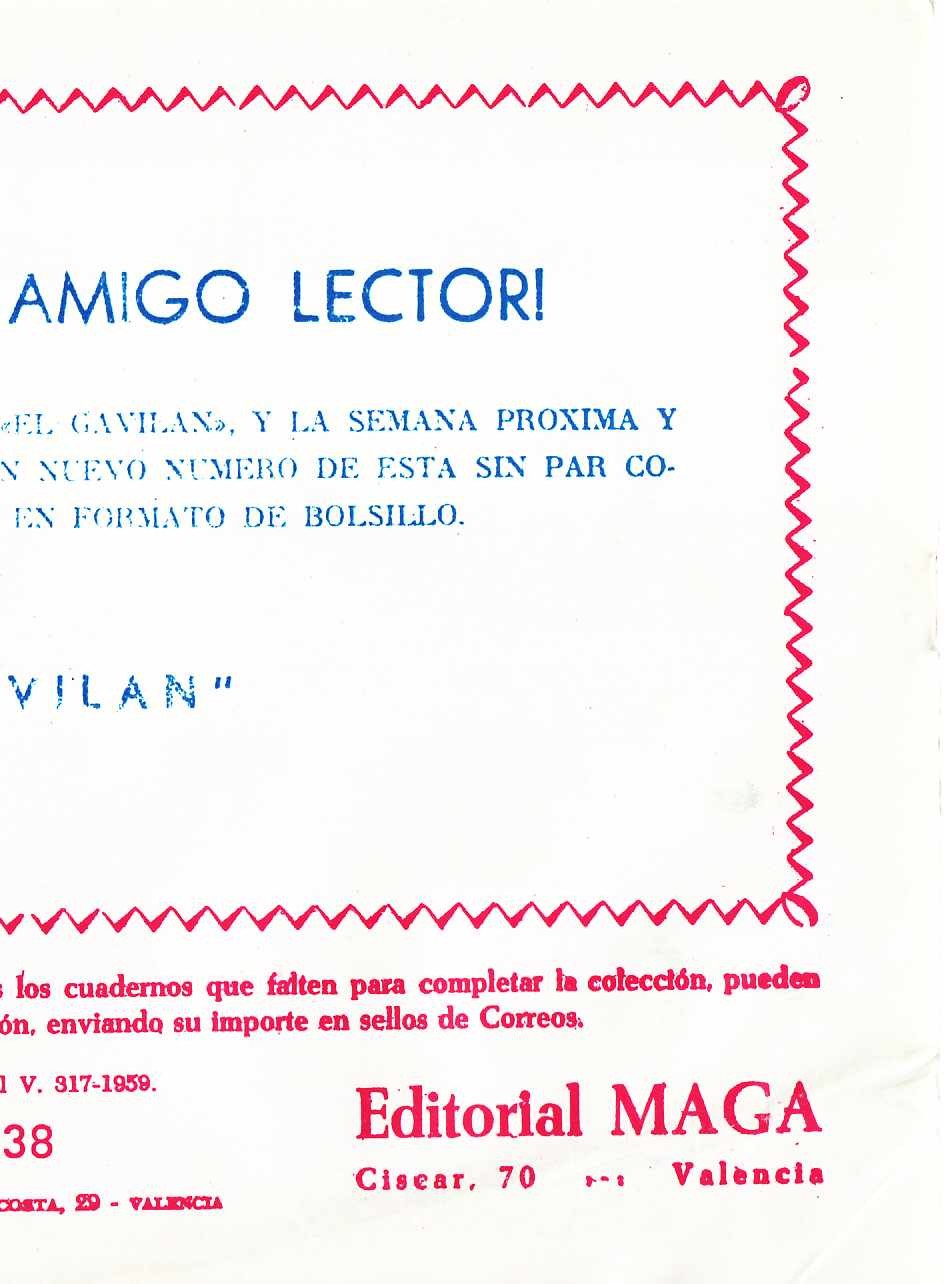 AMIGO LECTOR!
«EL GAVILAN», Y LA SEMANA PROXIMA Y
N NUEVO NUMERO DE ESTA SIN PAR CO-
EN FORMATO DE BOLSILLO.
VILAN"
s los cuadernos que falten para completar la colección, pueden
ón, enviando su importe en sellos de Correos.
l V. 317-1959.
38
Editorial MAGA
Ciscar, 70 --- Valencia
COSTA, 29 - VALENCIA